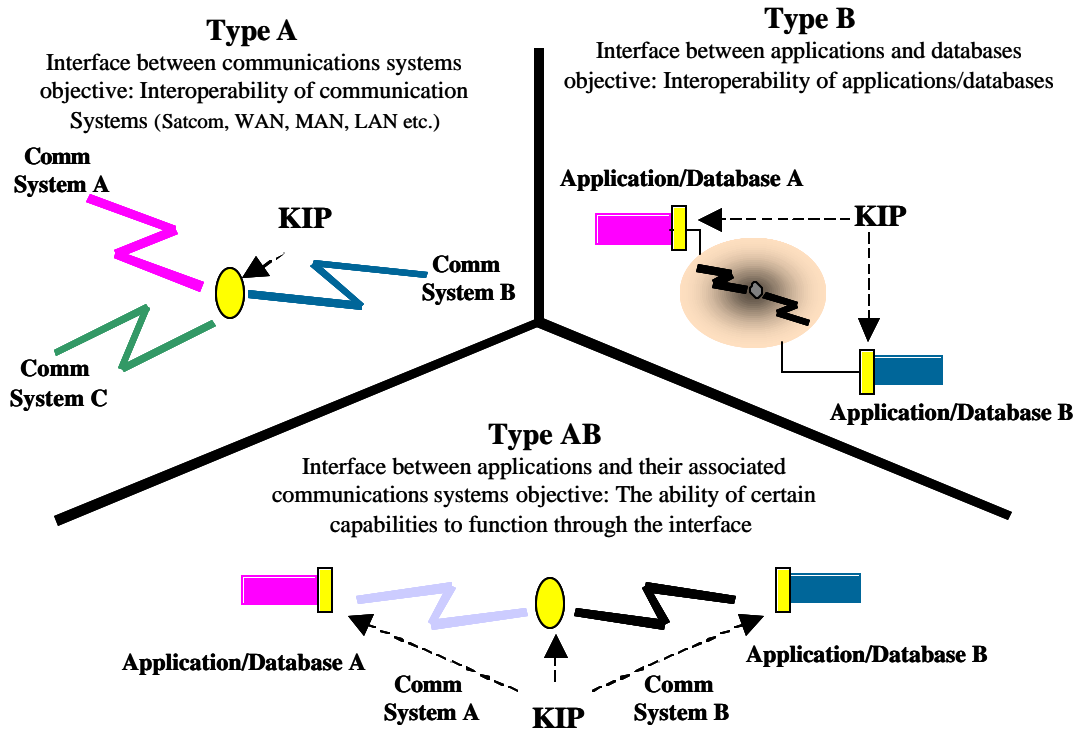 Type A
Interface between communications systems
objective: Interoperability of communication
Systems (Satcom, WAN, MAN, LAN etc.)
Comm
System A
KIP
Comm
System B
Comm
System C
Type B
Interface between applications and databases
objective: Interoperability of applications/databases
Application/Database A
KIP
Application/Database B
Type AB
Interface between applications and their associated
communications systems objective: The ability of certain
capabilities to function through the interface
Application/Database A
Comm
System A
KIP
Comm
System B
Application/Database B